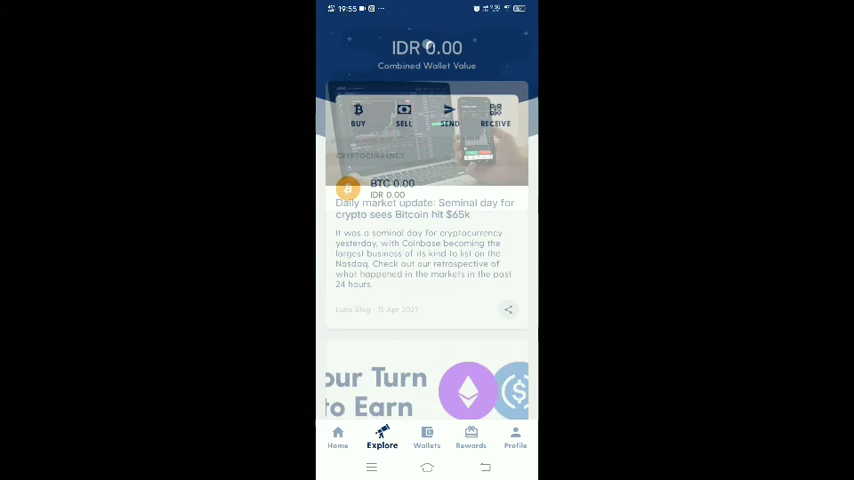 19:55
IDR 0.00
Combined Wallet Value
BUY
SELL
SEND
RECEIVE
CRYPTOCURRENCY
BTC 0.00
IDR 0.00
Daily market update: Seminal day for
crypto sees Bitcoin hit $65k
It was a seminal day for cryptocurrency
yesterday, with Coinbase becoming the
largest business of its kind to list on the
Nasdaq. Check out our retrospective of
what happened in the markets in the past
24 hours.
Luno Blog · 15 Apr 2021
our Turn
to Earn
Home
Explore
Wallets
Rewards
Profile